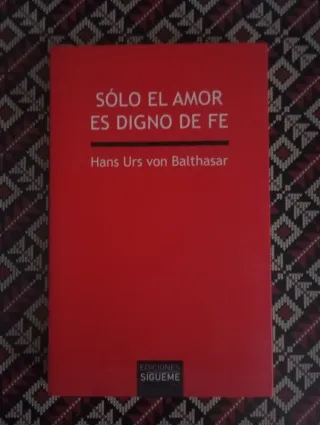 SÓLO EL AMOR
ES DIGNO DE FE
Hans Urs von Balthasar
EDICIONES
SÍGUEME